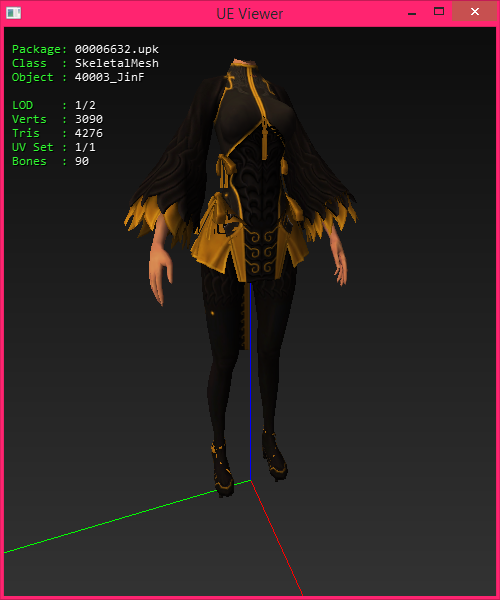 UE Viewer
Package: 00006632.upk
Class  : SkeletalMesh
Object : 40003_JinF
LOD    : 1/2
Verts  : 3090
Tris   : 4276
UV Set : 1/1
Bones  : 90